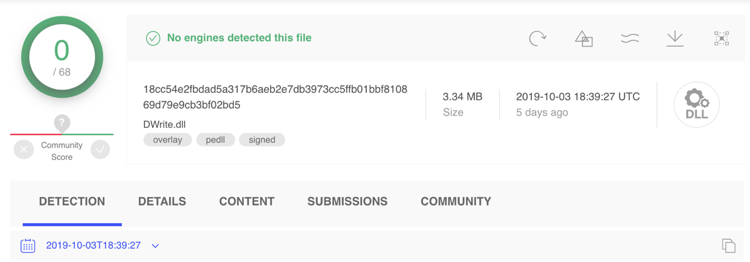 0
/ 68
?
Community
Score
No engines detected this file
18cc54e2fbdad5a317b6aeb2e7db3973cc5ffb01bbf8108
69d79e9cb3bf02bd5
DWrite.dll
overlay pedll signed
3.34 MB
Size
2019-10-03 18:39:27 UTC
5 days ago
DLL
DETECTION DETAILS CONTENT SUBMISSIONS COMMUNITY
2019-10-03T18:39:27